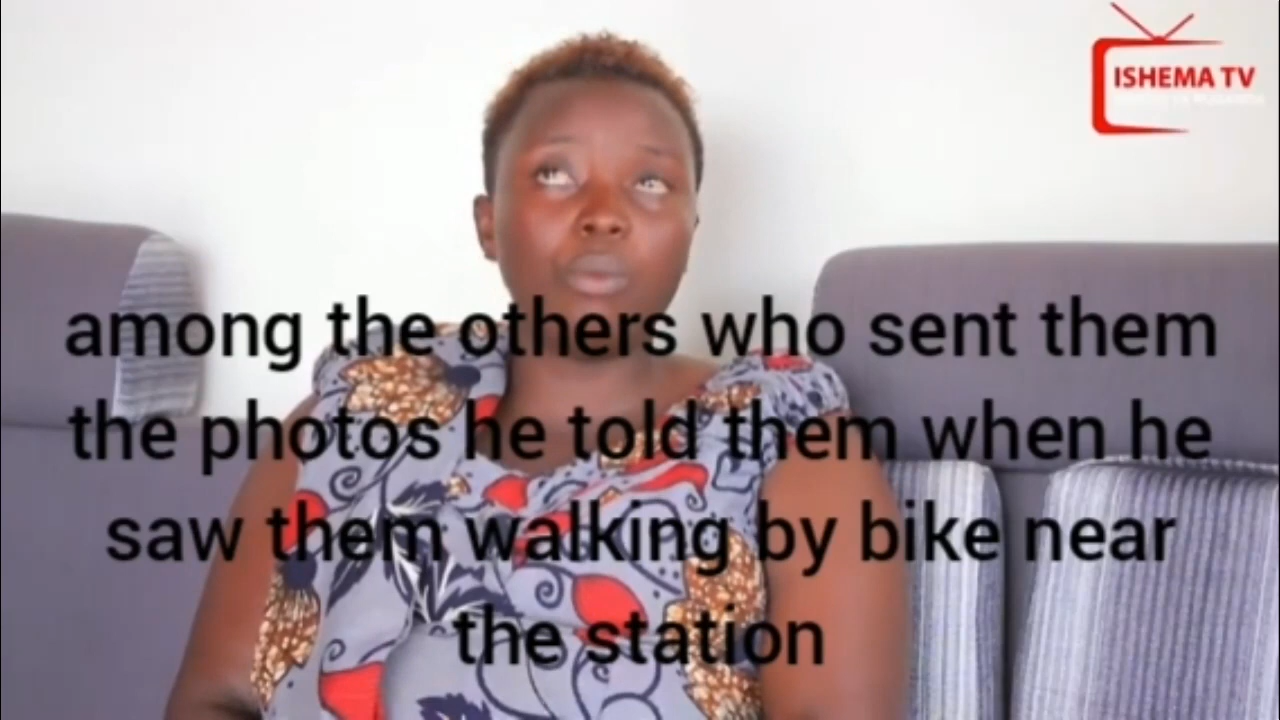 ISHEMA TV
among the others who sent them
the photos he told them when he
saw them walking by bike near
the station